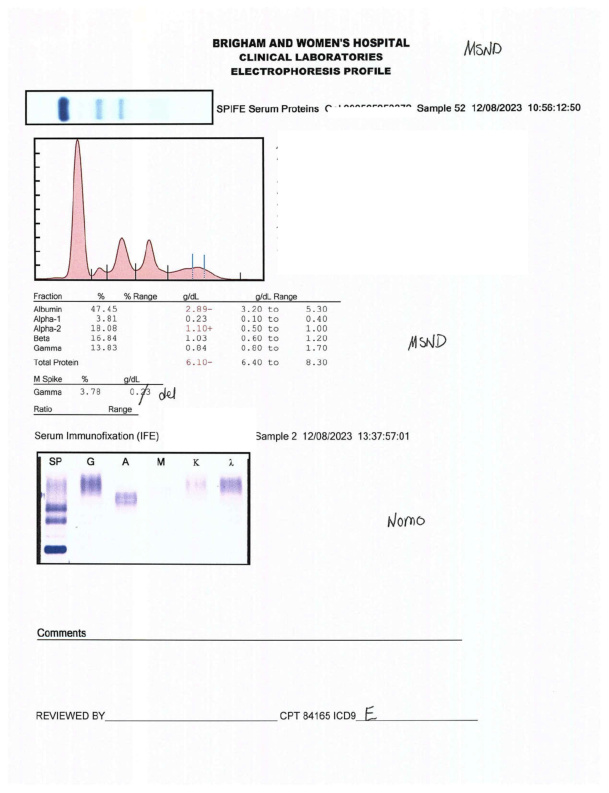 BRIGHAM AND WOMEN'S HOSPITAL
MSND
CLINICAL LABORATORIES
ELECTROPHORESIS PROFILE
SPIFE Serum Proteins Sample 52 12/08/2023 10:56:12:50
Fraction % % Range g/dL g/dL Range
Albumin 47.45 2.89- 3.20 to 5.30
Alpha-1 3.81 0.23 0.10 to 0.40
Alpha-2 18.08 1.10+ 0.50 to 1.00
Beta 16.84 1.03 0.60 to 1.20
Gamma 13.83 0.84 0.80 to 1.70
MSND
Total Protein 6.10- 6.40 to 8.30
M Spike % g/dL
Gamma 3.78 0.23 del
Ratio Range
Serum Immunofixation (IFE) Sample 2 12/08/2023 13:37:57:01
SP G A M K λ
Nomo
Comments
REVIEWED BY CPT 84165 ICD9 E